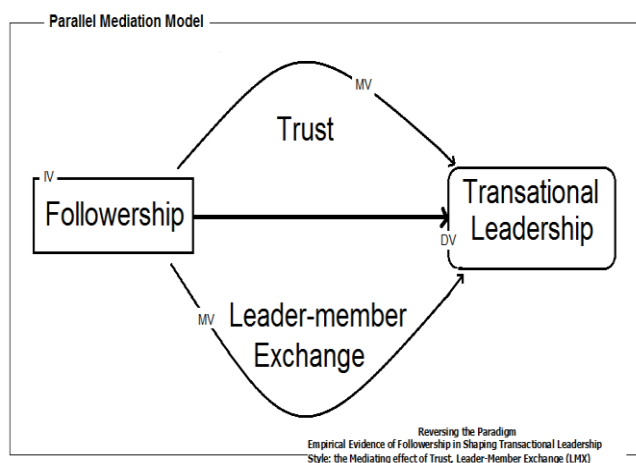 Parallel Mediation Model
MV
Trust
IV
Followership
Transational
Leadership
DV
MV
Leader-member
Exchange
Reversing the Paradigm
Empirical Evidence of Followership in Shaping Transactional Leadership
Style: the Mediating effect of Trust, Leader-Member Exchange (LMX)